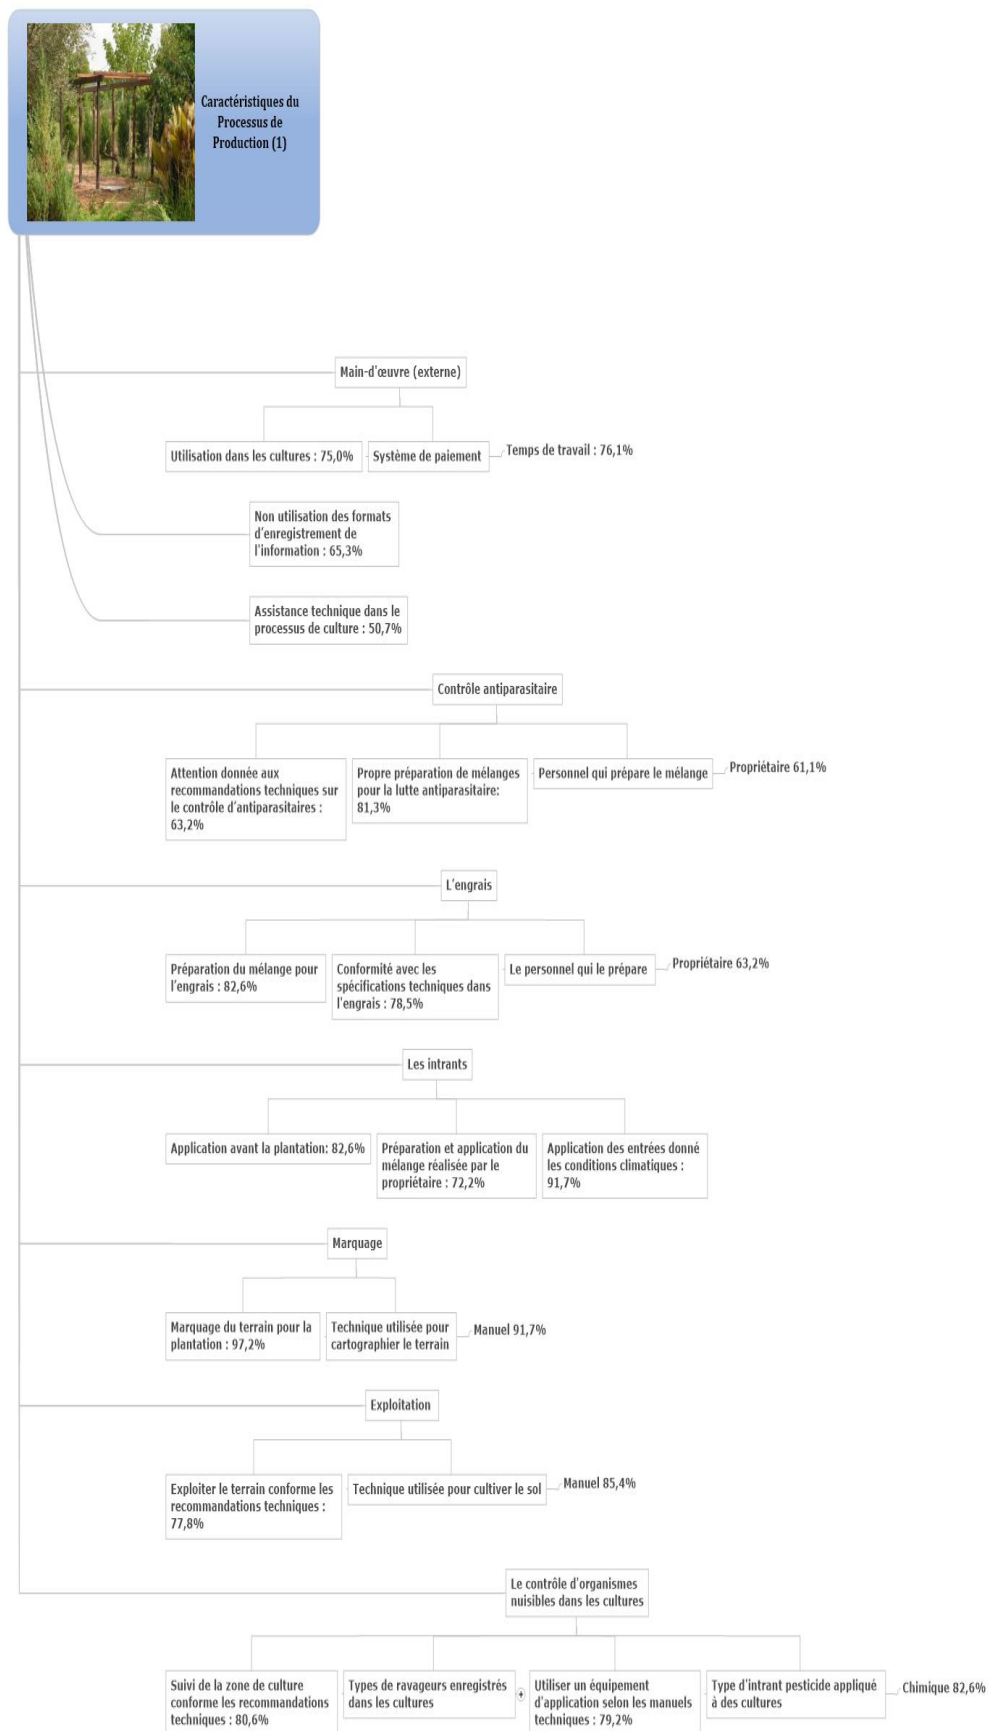 Caractéristiques du
Processus de
Production (1)
Main-d'œuvre (externe)
Utilisation dans les cultures : 75,0%
Système de paiement
Temps de travail : 76,1%
Non utilisation des formats
d'enregistrement de
l'information : 65,3%
Assistance technique dans le
processus de culture : 50,7%
Contrôle antiparasitaire
Attention donnée aux
recommandations techniques sur
le contrôle d'antiparasitaires :
63,2%
Propre préparation de mélanges
pour la lutte antiparasitaire:
81,3%
Personnel qui prépare le mélange
Propriétaire 61,1%
L'engrais
Préparation du mélange pour
l'engrais : 82,6%
Conformité avec les
spécifications techniques dans
l'engrais : 78,5%
Le personnel qui le prépare
Propriétaire 63,2%
Les intrants
Application avant la plantation: 82,6%
Préparation et application du
mélange réalisée par le
propriétaire : 72,2%
Application des entrées donné
les conditions climatiques :
91,7%
Marquage
Marquage du terrain pour la
plantation : 97,2%
Technique utilisée pour
cartographier le terrain
Manuel 91,7%
Exploitation
Exploiter le terrain conforme les
recommandations techniques :
77,8%
Technique utilisée pour cultiver le sol
Manuel 85,4%
Le contrôle d'organismes
nuisibles dans les cultures
Suivi de la zone de culture
conforme les recommandations
techniques : 80,6%
Types de ravageurs enregistrés
dans les cultures
Utiliser un équipement
d'application selon les manuels
techniques : 79,2%
Type d'intrant pesticide appliqué
à des cultures
Chimique 82,6%